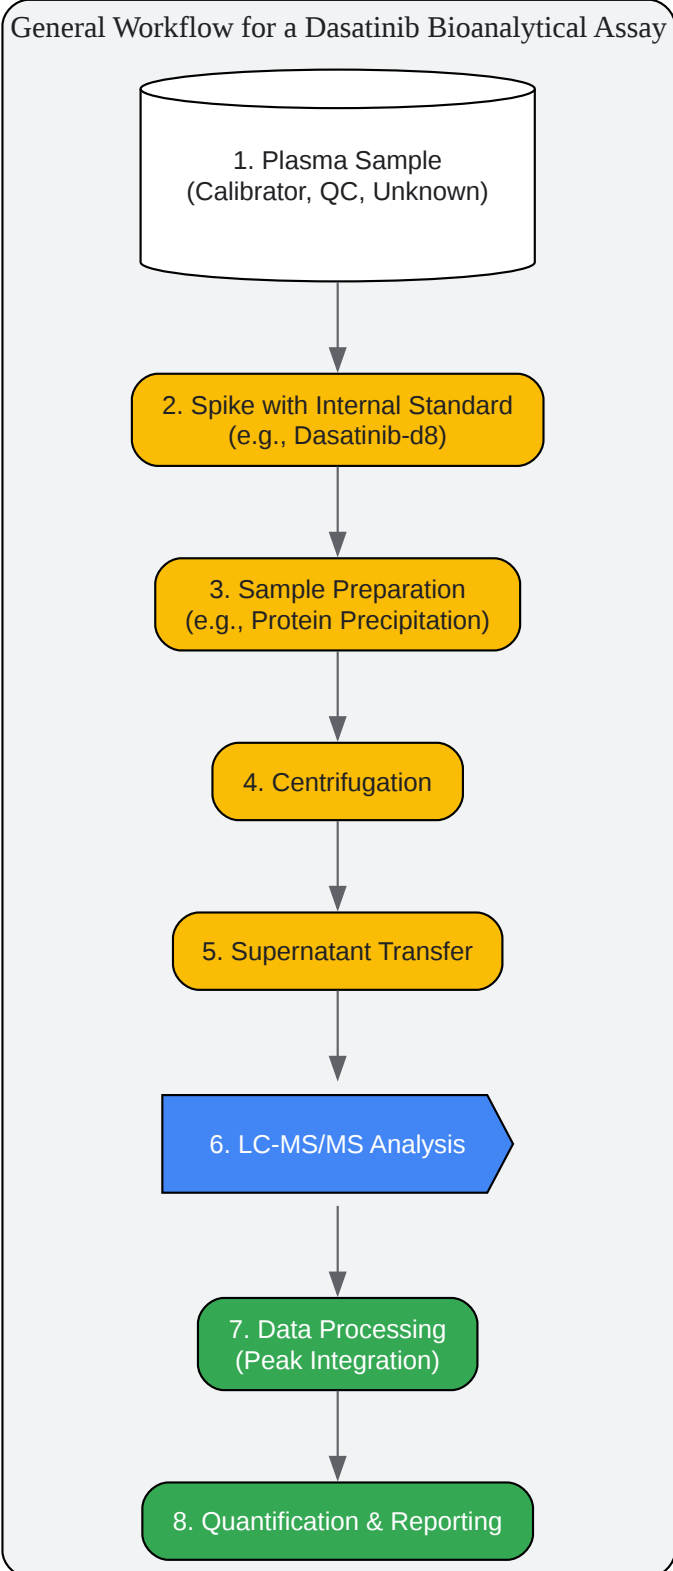 General Workflow for a Dasatinib Bioanalytical Assay
1. Plasma Sample
(Calibrator, QC, Unknown)
2. Spike with Internal Standard
(e.g., Dasatinib-d8)
3. Sample Preparation
(e.g., Protein Precipitation)
4. Centrifugation
5. Supernatant Transfer
6. LC-MS/MS Analysis
7. Data Processing
(Peak Integration)
8. Quantification & Reporting